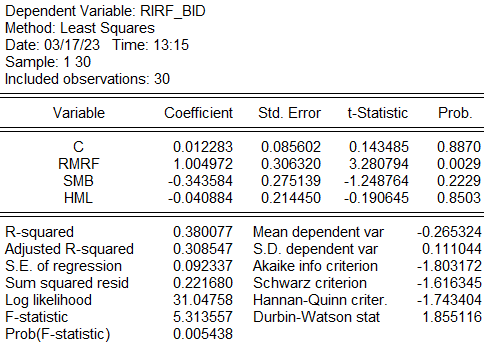 Dependent Variable: RIRF_BID
Method: Least Squares
Date: 03/17/23 Time: 13:15
Sample: 1 30
Included observations: 30
Variable Coefficient Std. Error t-Statistic Prob.
C 0.012283 0.085602 0.143485 0.8870
RMRF 1.004972 0.306320 3.280794 0.0029
SMB -0.343584 0.275139 -1.248764 0.2229
HML -0.040884 0.214450 -0.190645 0.8503
R-squared 0.380077 Mean dependent var -0.265324
Adjusted R-squared 0.308547 S.D. dependent var 0.111044
S.E. of regression 0.092337 Akaike info criterion -1.803172
Sum squared resid 0.221680 Schwarz criterion -1.616345
Log likelihood 31.04758 Hannan-Quinn criter. -1.743404
F-statistic 5.313557 Durbin-Watson stat 1.855116
Prob(F-statistic) 0.005438